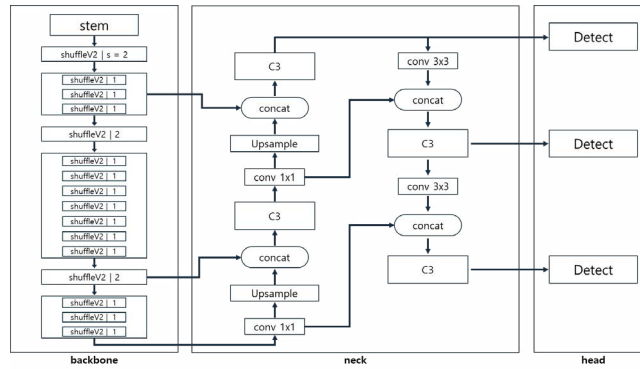 stem
shuffleV2 | s = 2
shuffleV2 | 1
shuffleV2 | 1
shuffleV2 | 1
shuffleV2 | 2
shuffleV2 | 1
shuffleV2 | 1
shuffleV2 | 1
shuffleV2 | 1
shuffleV2 | 1
shuffleV2 | 1
shuffleV2 | 1
shuffleV2 | 2
shuffleV2 | 1
shuffleV2 | 1
shuffleV2 | 1
backbone
C3
concat
Upsample
conv 1x1
C3
concat
Upsample
conv 1x1
conv 3x3
concat
C3
conv 3x3
concat
C3
neck
Detect
Detect
Detect
head